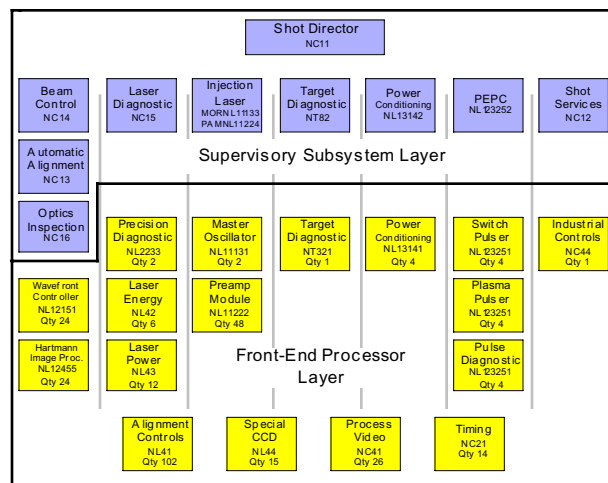 Shot Director
NC11
Beam
Control
NC14
Laser
Diagnostic
NC15
Injection
Laser
MORNL11133
PAMNL11224
Target
Diagnostic
NT82
Power
Conditioning
NL13142
PEPC
NL123252
Shot
Services
NC12
Automatic
Alignment
NC13
Supervisory Subsystem Layer
Optics
Inspection
NC16
Precision
Diagnostic
NL2233
Qty 2
Master
Oscillator
NL11131
Qty 2
Target
Diagnostic
NT321
Qty 1
Power
Conditioning
NL13141
Qty 4
Switch
Pulser
NL123251
Qty 4
Industrial
Controls
NC44
Qty 1
Wavefront
Controller
NL12151
Qty 24
Laser
Energy
NL42
Qty 6
Preamp
Module
NL11222
Qty 48
Plasma
Pulser
NL123251
Qty 4
Hartmann
Image Proc.
NL12455
Qty 24
Laser
Power
NL43
Qty 12
Front-End Processor
Layer
Pulse
Diagnostic
NL123251
Qty 4
Alignment
Controls
NL41
Qty 102
Special
CCD
NL44
Qty 15
Process
Video
NC41
Qty 26
Timing
NC21
Qty 14